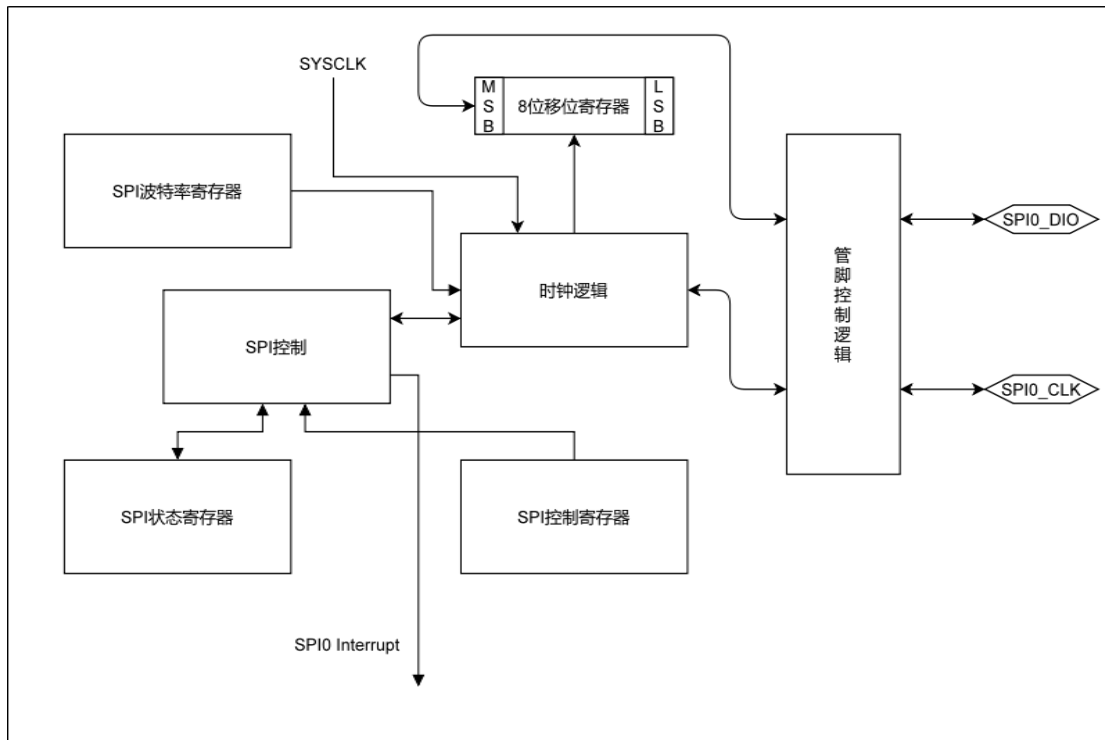 SYSCLK
MSB
8位移位寄存器
LSB
SPI波特率寄存器
时钟逻辑
管脚控制逻辑
SPI0_DIO
SPI控制
SPI0_CLK
SPI状态寄存器
SPI控制寄存器
SPI0 Interrupt